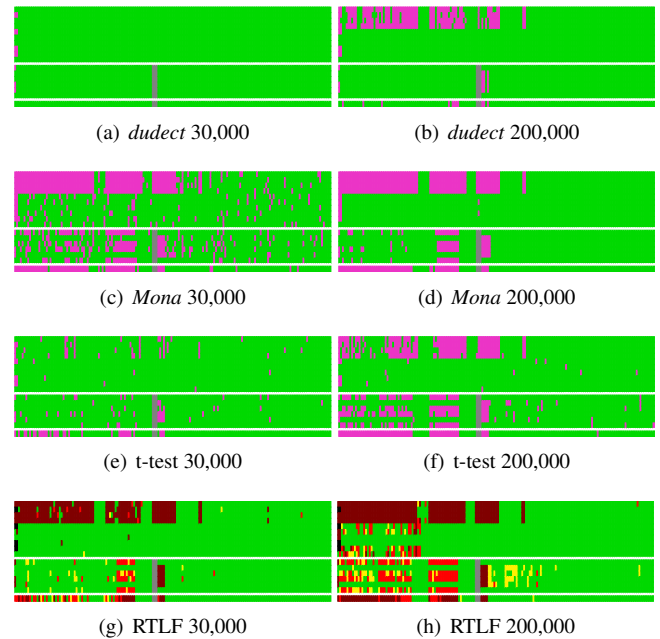 (a) dudect 30,000
(b) dudect 200,000
(c) Mona 30,000
(d) Mona 200,000
(e) t-test 30,000
(f) t-test 200,000
(g) RTLF 30,000
(h) RTLF 200,000